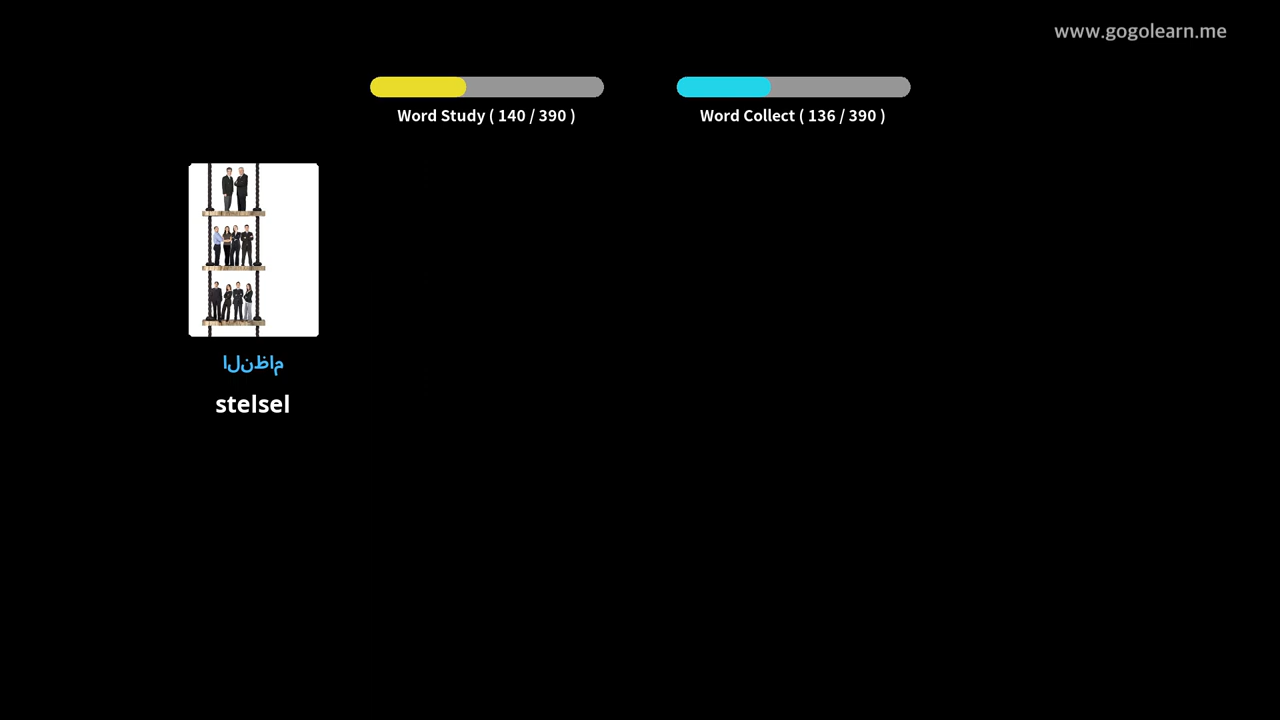 www.gogolearn.me
Word Study ( 140 / 390 )
Word Collect ( 136 / 390 )
النظام
stelsel